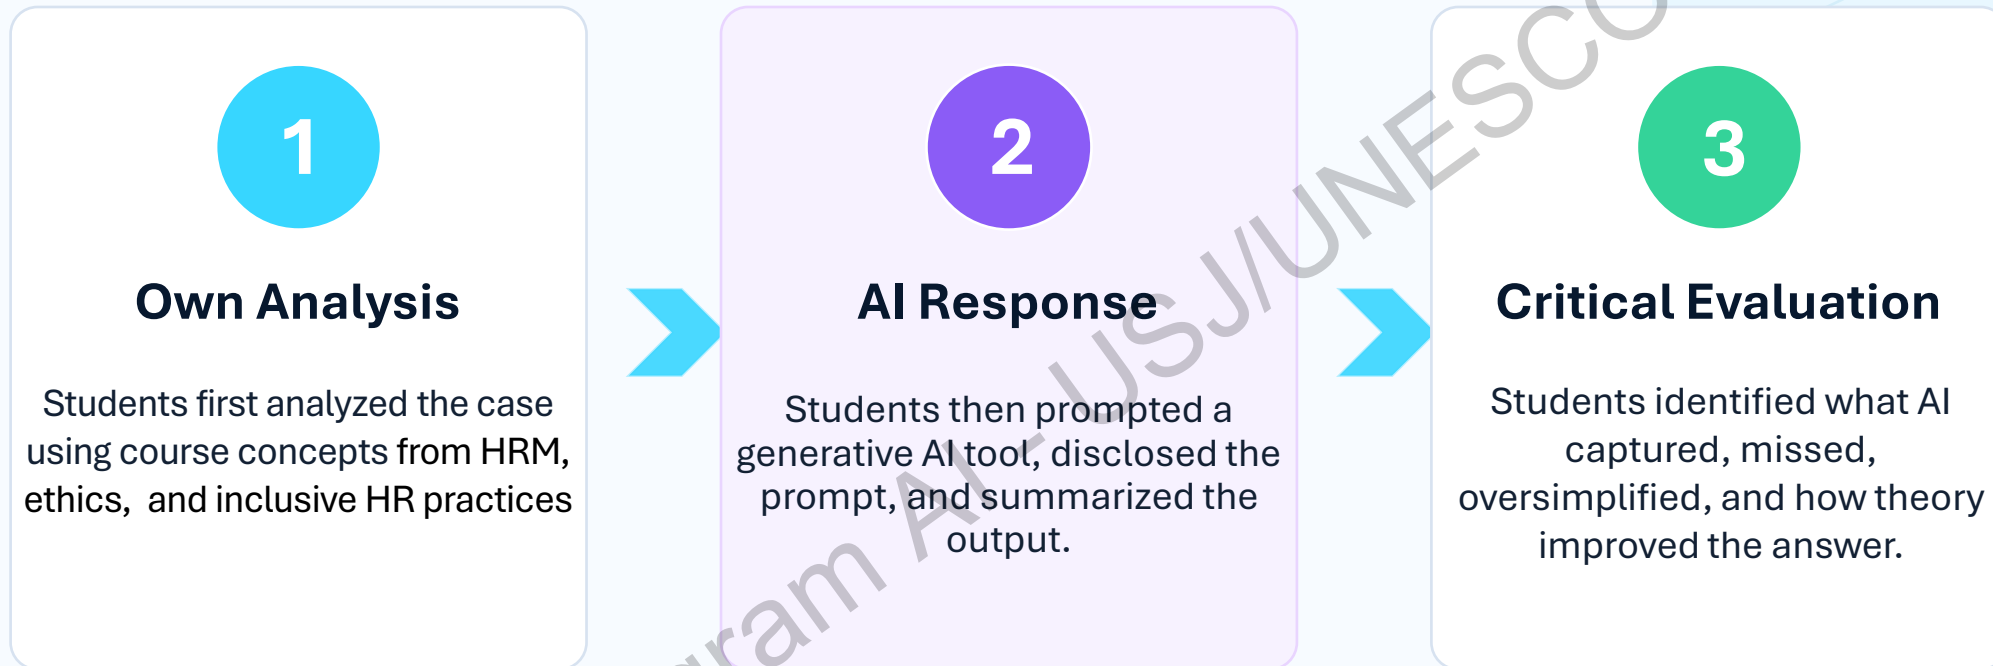 1
Own Analysis
Students first analyzed the case
using course concepts from HRM,
ethics,  and inclusive HR practices
2
AI Response
Students then prompted a
generative AI tool, disclosed the
prompt, and summarized the
output.
3
Critical Evaluation
Students identified what AI
captured, missed,
oversimplified, and how theory
improved the answer.
gram AI - USJ/UNESCO